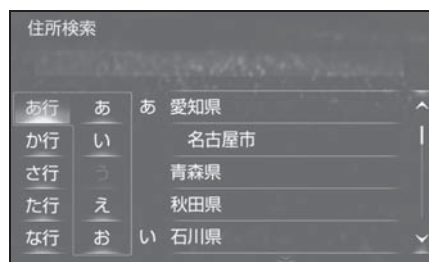 住所検索
あ行 あ あ 愛知県
か行 い 名古屋市
さ行 う 青森県
た行 え 秋田県
な行 お い 石川県